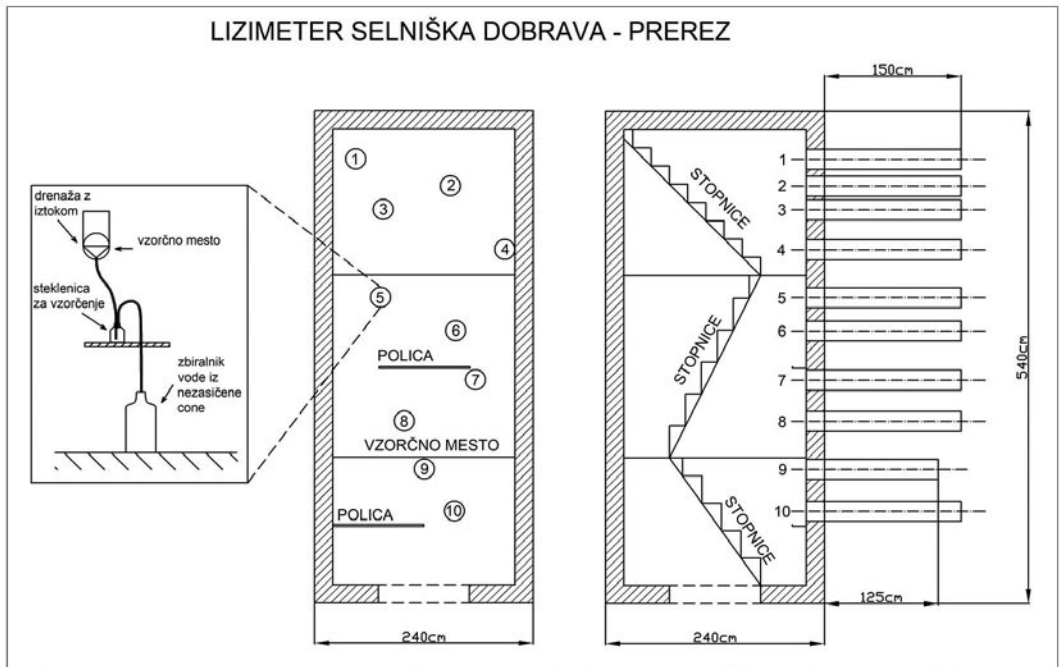 LIZIMETER SELNIŠKA DOBRAVA - PREREZ
drenaža z
iztokom
vzorčno mesto
steklenica
za vzorčenje
zbiralnik
vode iz
nezasičene
cone
1
2
3
4
5
6
POLICA
7
8
VZORČNO MESTO
9
10
POLICA
240cm
150cm
STOPNICE
STOPNICE
STOPNICE
1
2
3
4
5
6
7
8
9
10
540cm
125cm
240cm